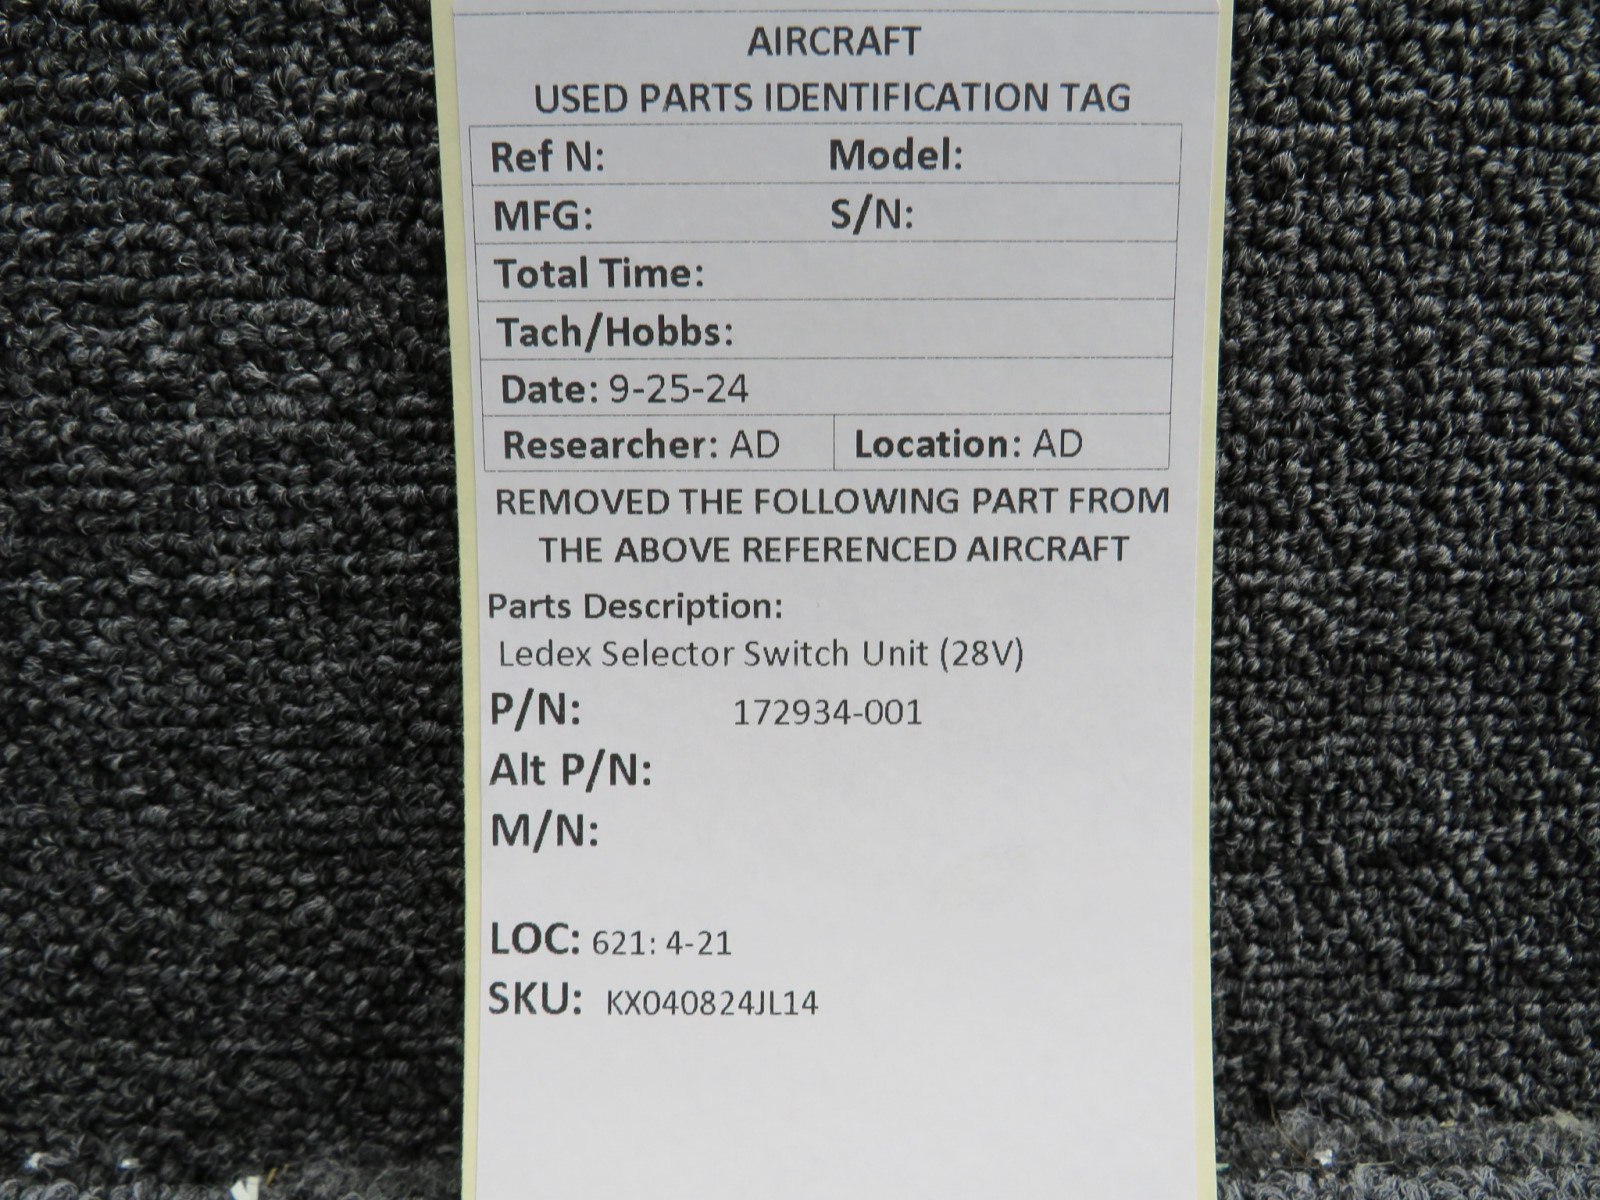 AIRCRAFT
USED PARTS IDENTIFICATION TAG
Ref N: Model:
MFG: S/N:
Total Time:
Tach/Hobbs:
Date: 9-25-24
Researcher: AD Location: AD
REMOVED THE FOLLOWING PART FROM
THE ABOVE REFERENCED AIRCRAFT
Parts Description:
Ledex Selector Switch Unit (28V)
P/N: 172934-001
Alt P/N:
M/N:
LOC: 621: 4-21
SKU: KX040824JL14